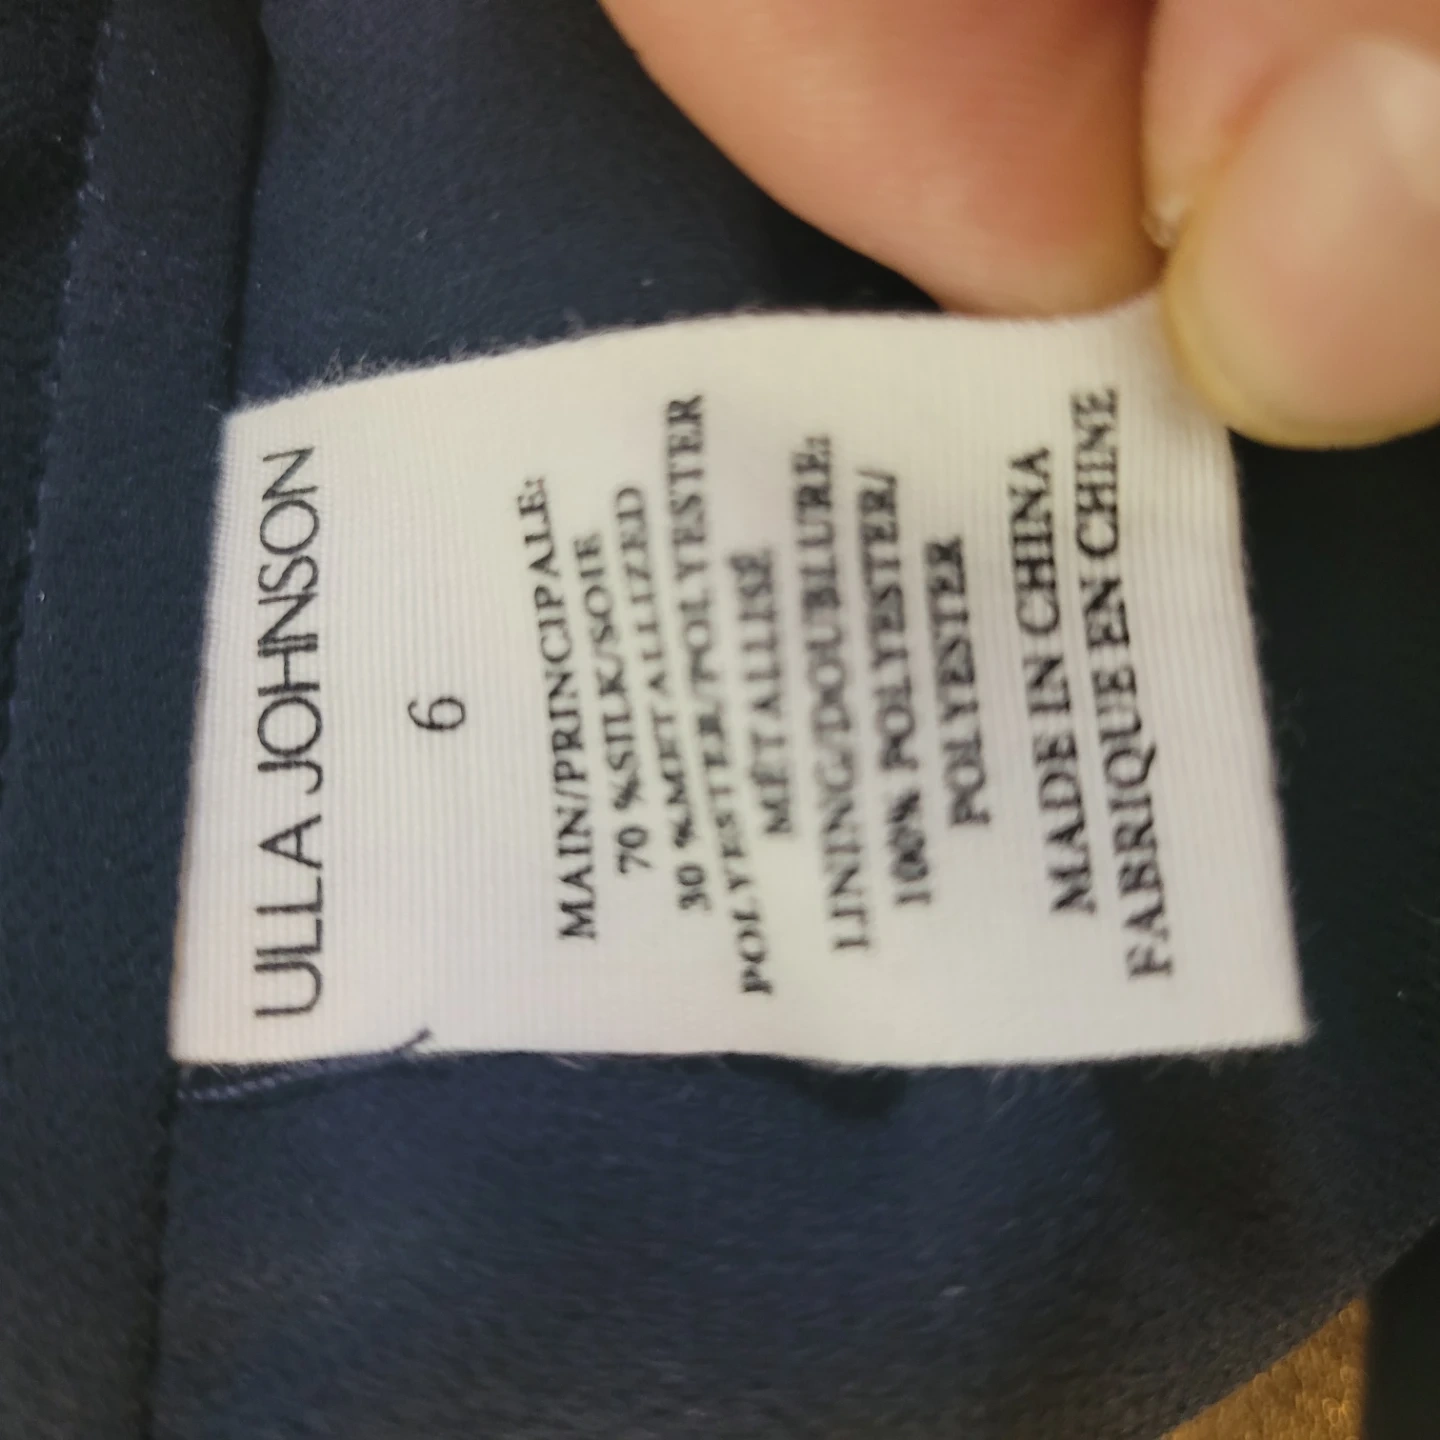 ULLA JOHNSON
6
MAIN/PRINCIPALE:
70 %SILK/SOIE
30 %METALLIZED
POLYESTER/POLYESTER
MÉTALLISÉ
LINING/DOUBLURE:
100% POLYESTER/
POLYESTER
MADE IN CHINA
FABRIQUE EN CHINE